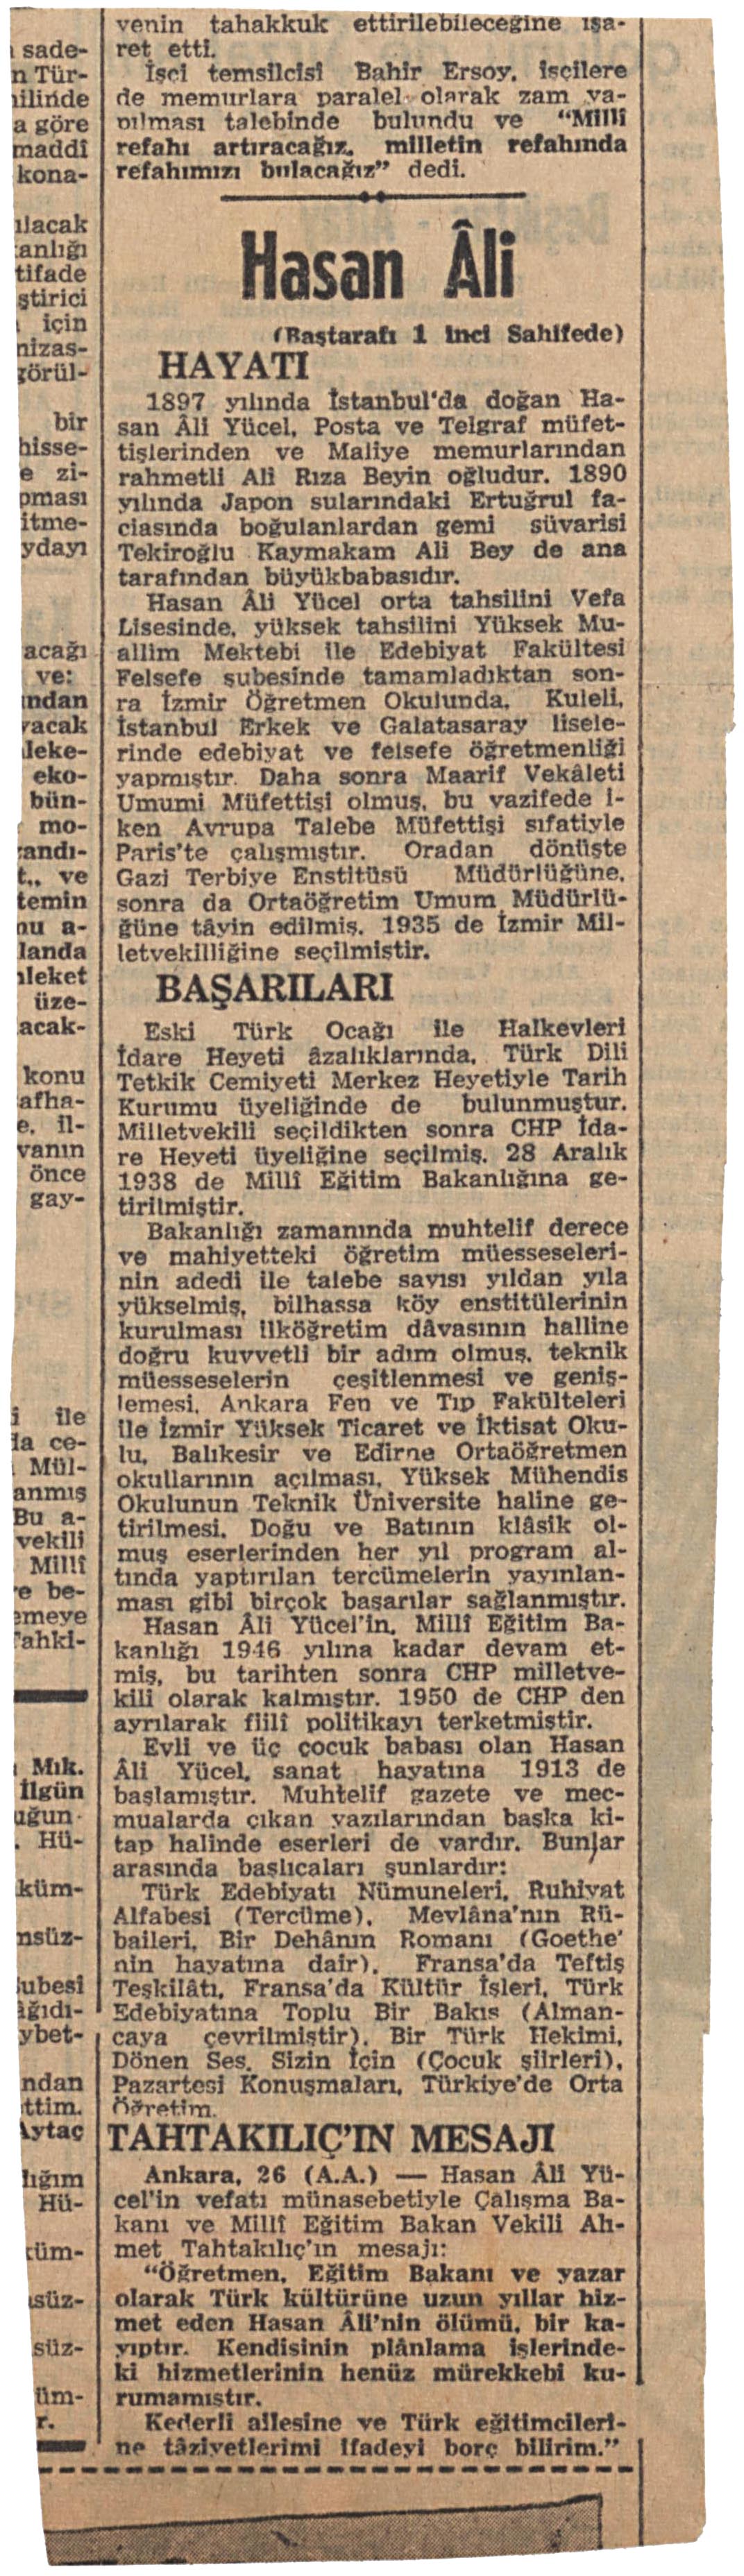 venin tahakkuk ettirilebileceğine işa-
ret etti.
İşçi temsilcisi Bahir Ersoy, işçilere
de memurlara paralel olarak zam ya-
pılması talebinde bulundu ve “Millî
refahı artıracağız, milletin refahında
refahımızı bulacağız” dedi.
Hasan Âli
(Baştarafı 1 inci Sahifede)
HAYATI
1897 yılında İstanbul'da doğan Ha-
san Âli Yücel, Posta ve Telgraf müfet-
tişlerinden ve Maliye memurlarından
rahmetli Ali Rıza Beyin oğludur. 1890
yılında Japon sularındaki Ertuğrul fa-
ciasında boğulanlardan gemi süvarisi
Tekiroğlu Kaymakam Ali Bey de ana
tarafından büyükbabasıdır.
Hasan Âli Yücel orta tahsilini Vefa
Lisesinde, yüksek tahsilini Yüksek Mu-
allim Mektebi ile Edebiyat Fakültesi
Felsefe şubesinde tamamladıktan son-
ra İzmir Öğretmen Okulunda, Kuleli,
İstanbul Erkek ve Galatasaray lisele-
rinde edebiyat ve felsefe öğretmenliği
yapmıştır. Daha sonra Maarif Vekâleti
Umumi Müfettişi olmuş, bu vazifede i-
ken Avrupa Talebe Müfettişi sıfatiyle
Paris'te çalışmıştır. Oradan dönüşte
Gazi Terbiye Enstitüsü Müdürlüğüne,
sonra da Ortaöğretim Umum Müdürlü-
ğüne tâyin edilmiş, 1935 de İzmir Mil-
letvekilliğine seçilmiştir.
BAŞARILARI
Eski Türk Ocağı ile Halkevleri
İdare Heyeti âzalıklarında, Türk Dili
Tetkik Cemiyeti Merkez Heyetiyle Tarih
Kurumu üyeliğinde de bulunmuştur.
Milletvekili seçildikten sonra CHP İda-
re Heyeti üyeliğine seçilmiş, 28 Aralık
1938 de Millî Eğitim Bakanlığına ge-
tirilmiştir.
Bakanlığı zamanında muhtelif derece
ve mahiyetteki öğretim müesseseleri-
nin adedi ile talebe sayısı yıldan yıla
yükselmiş, bilhassa köy enstitülerinin
kurulması ilköğretim dâvasının halline
doğru kuvvetli bir adım olmuş, teknik
müesseselerin çeşitlenmesi ve geniş-
lemesi, Ankara Fen ve Tıp Fakülteleri
ile İzmir Yüksek Ticaret ve İktisat Oku-
lu, Balıkesir ve Edirne Ortaöğretmen
okullarının açılması, Yüksek Mühendis
Okulunun Teknik Üniversite haline ge-
tirilmesi, Doğu ve Batının klâsik ol-
muş eserlerinden her yıl program al-
tında yaptırılan tercümelerin yayınlan-
ması gibi birçok başarılar sağlanmıştır.
Hasan Âli Yücel'in, Millî Eğitim Ba-
kanlığı 1946 yılına kadar devam et-
miş, bu tarihten sonra CHP milletve-
kili olarak kalmıştır. 1950 de CHP den
ayrılarak fiilî politikayı terketmiştir.
Evli ve üç çocuk babası olan Hasan
Âli Yücel, sanat hayatına 1913 de
başlamıştır. Muhtelif gazete ve mec-
mualarda çıkan yazılarından başka ki-
tap halinde eserleri de vardır. Bunlar
arasında başlıcaları şunlardır:
Türk Edebiyatı Nümuneleri, Ruhiyat
Alfabesi (Tercüme), Mevlâna'nın Rü-
baileri, Bir Dehânın Romanı (Goethe'
nin hayatına dair), Fransa'da Teftiş
Teşkilâtı, Fransa'da Kültür İşleri, Türk
Edebiyatına Toplu Bir Bakış (Alman-
caya çevrilmiştir), Bir Türk Hekimi,
Dönen Ses, Sizin İçin (Çocuk şiirleri),
Pazartesi Konuşmaları, Türkiye'de Orta
Öğretim.
TAHTAKILIÇ'IN MESAJI
Ankara, 26 (A.A.) — Hasan Âli Yü-
cel'in vefatı münasebetiyle Çalışma Ba-
kanı ve Millî Eğitim Bakan Vekili Ah-
met Tahtakılıç'ın mesajı:
“Öğretmen, Eğitim Bakanı ve yazar
olarak Türk kültürüne uzun yıllar hiz-
met eden Hasan Âli'nin ölümü, bir ka-
yıptır. Kendisinin plânlama işlerinde-
ki hizmetlerinin henüz mürekkebi ku-
rumamıştır.
Kederli ailesine ve Türk eğitimcileri-
ne tâziyetlerimi ifadeyi borç bilirim.”